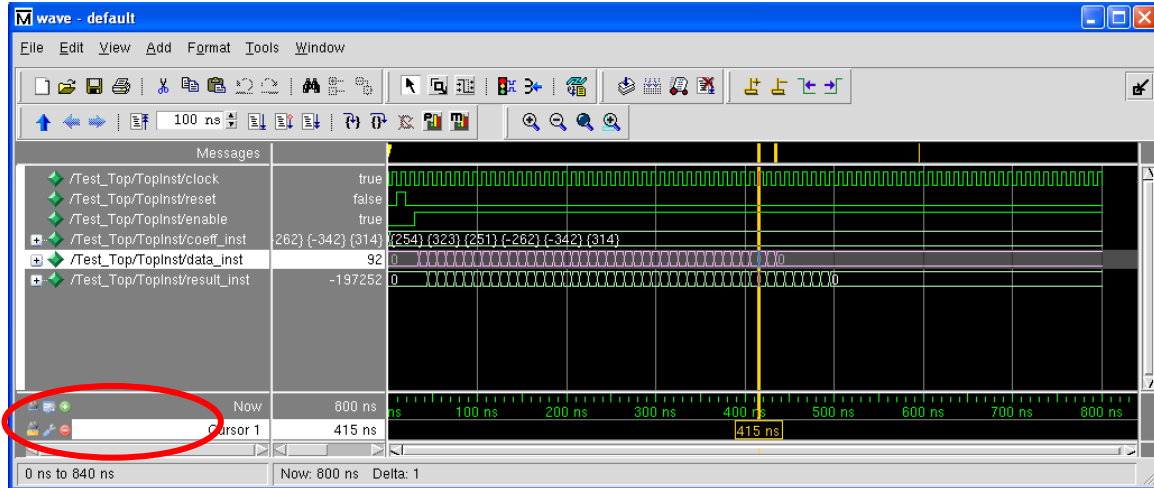 wave - default
File Edit View Add Format Tools Window
100 ns
Messages
/Test_Top/TopInst/clock true
/Test_Top/TopInst/reset false
/Test_Top/TopInst/enable true
/Test_Top/TopInst/coeff_inst -262} {-342} {314} {254} {323} {251} {-262} {-342} {314}
/Test_Top/TopInst/data_inst 92 0 0
/Test_Top/TopInst/result_inst -197252 0 0
Now 800 ns ns 100 ns 200 ns 300 ns 400 ns 500 ns 600 ns 700 ns 800 ns
Cursor 1 415 ns 415 ns
0 ns to 840 ns Now: 800 ns Delta: 1